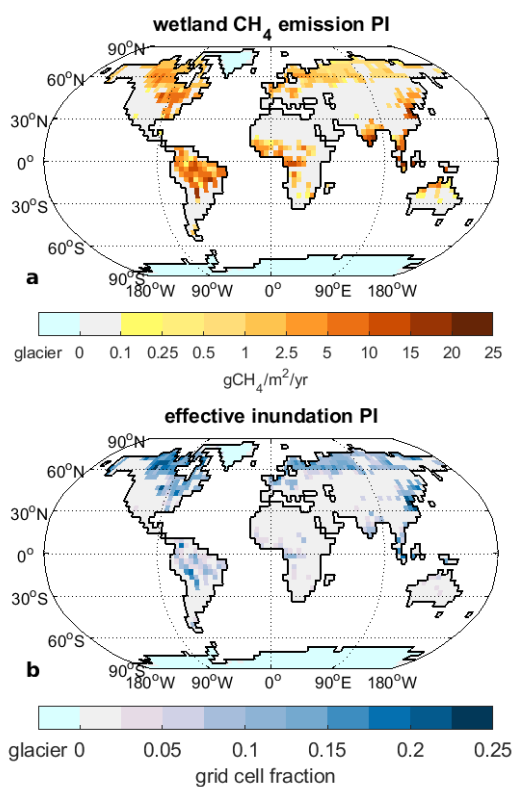 wetland CH₄ emission PI
90°N
60°N
30°N
0°
30°S
60°S
90°S
180°W 90°W 0° 90°E 180°W
a
glacier 0 0.1 0.25 0.5 1 2.5 5 10 15 20 25
gCH₄/m²/yr
effective inundation PI
90°N
60°N
30°N
0°
30°S
60°S
90°S
180°W 90°W 0° 90°E 180°W
b
glacier 0 0.05 0.1 0.15 0.2 0.25
grid cell fraction